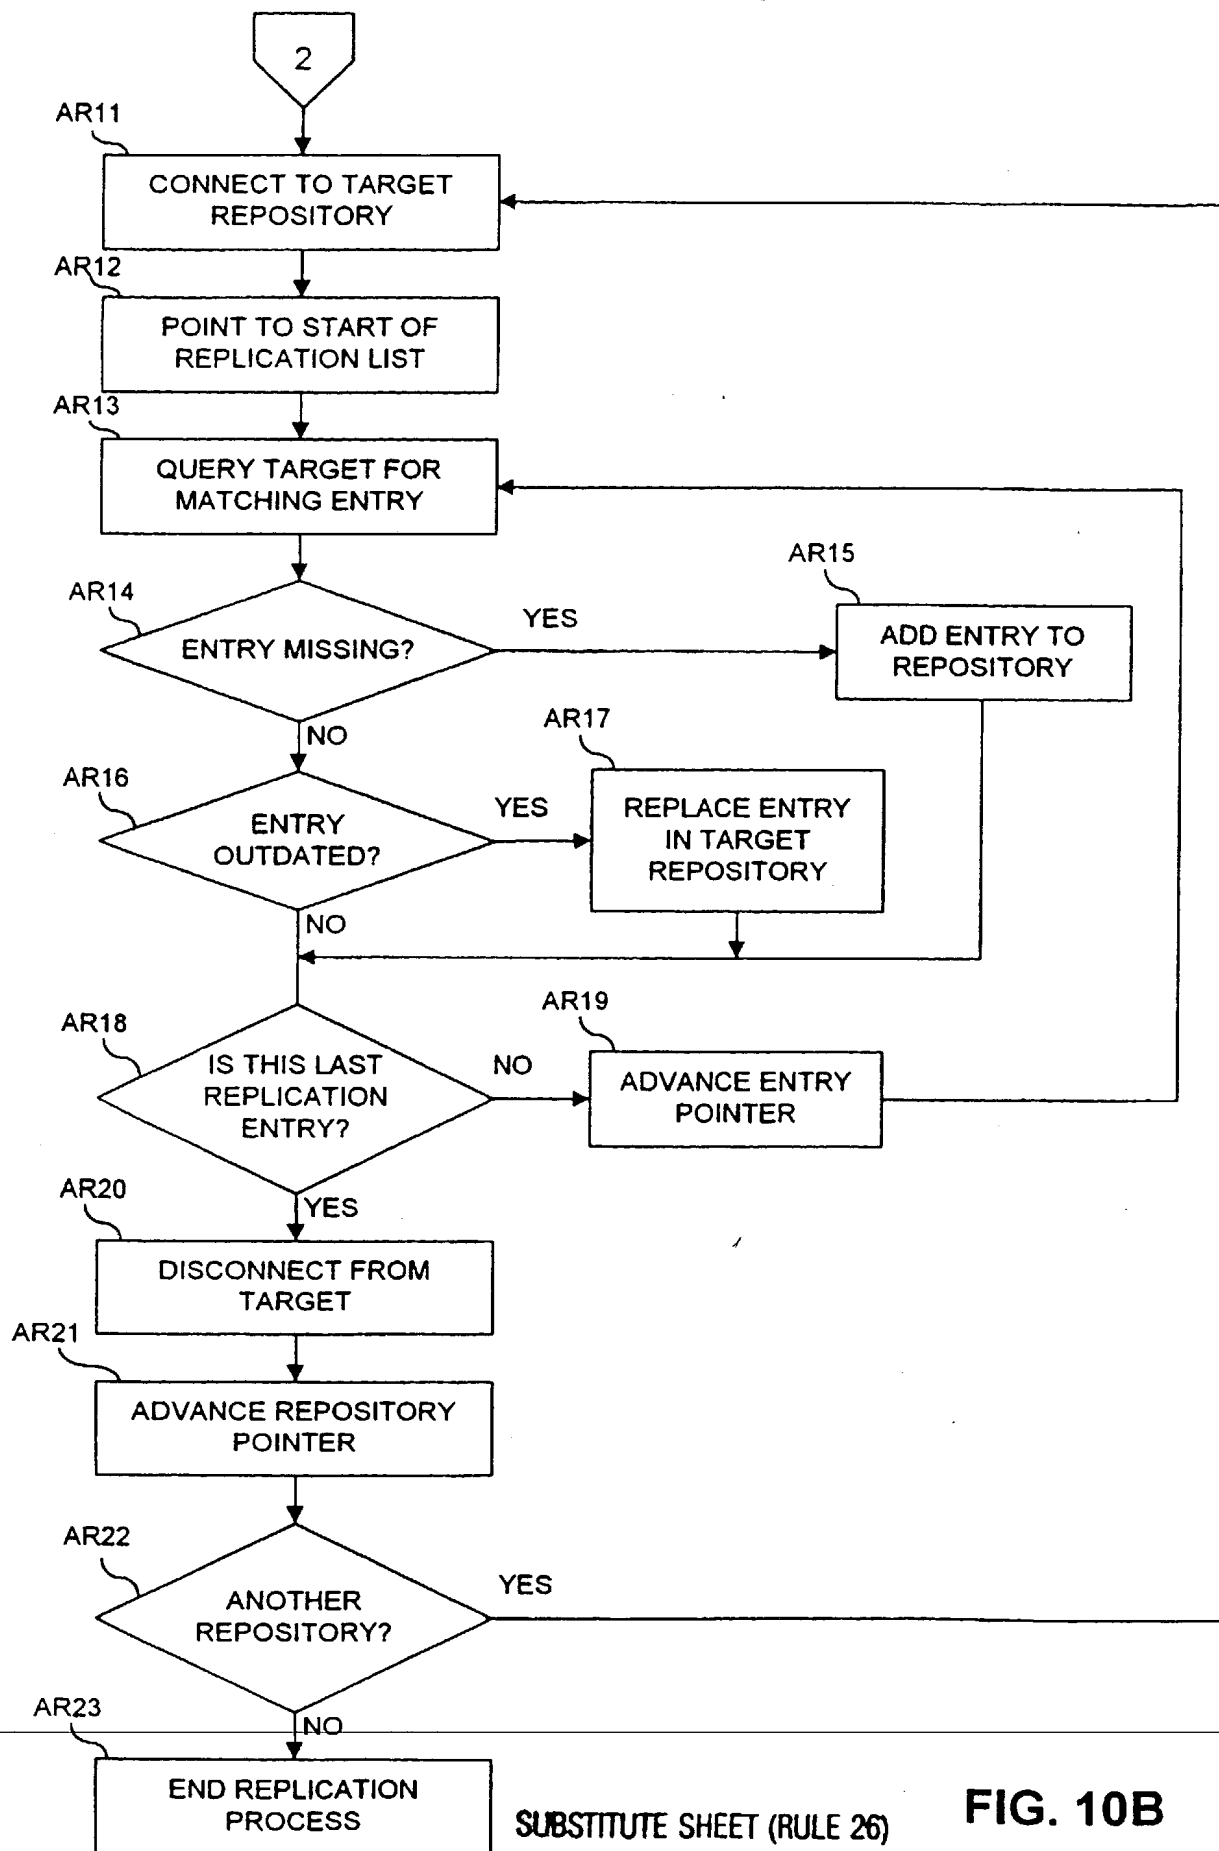 2
AR11
CONNECT TO TARGET
REPOSITORY
AR12
POINT TO START OF
REPLICATION LIST
AR13
QUERY TARGET FOR
MATCHING ENTRY
AR14
ENTRY MISSING?
YES
AR15
ADD ENTRY TO
REPOSITORY
NO
AR16
ENTRY
OUTDATED?
YES
AR17
REPLACE ENTRY
IN TARGET
REPOSITORY
NO
AR18
IS THIS LAST
REPLICATION
ENTRY?
NO
AR19
ADVANCE ENTRY
POINTER
YES
AR20
DISCONNECT FROM
TARGET
AR21
ADVANCE REPOSITORY
POINTER
AR22
ANOTHER
REPOSITORY?
YES
NO
AR23
END REPLICATION
PROCESS
SUBSTITUTE SHEET (RULE 26)
FIG. 10B